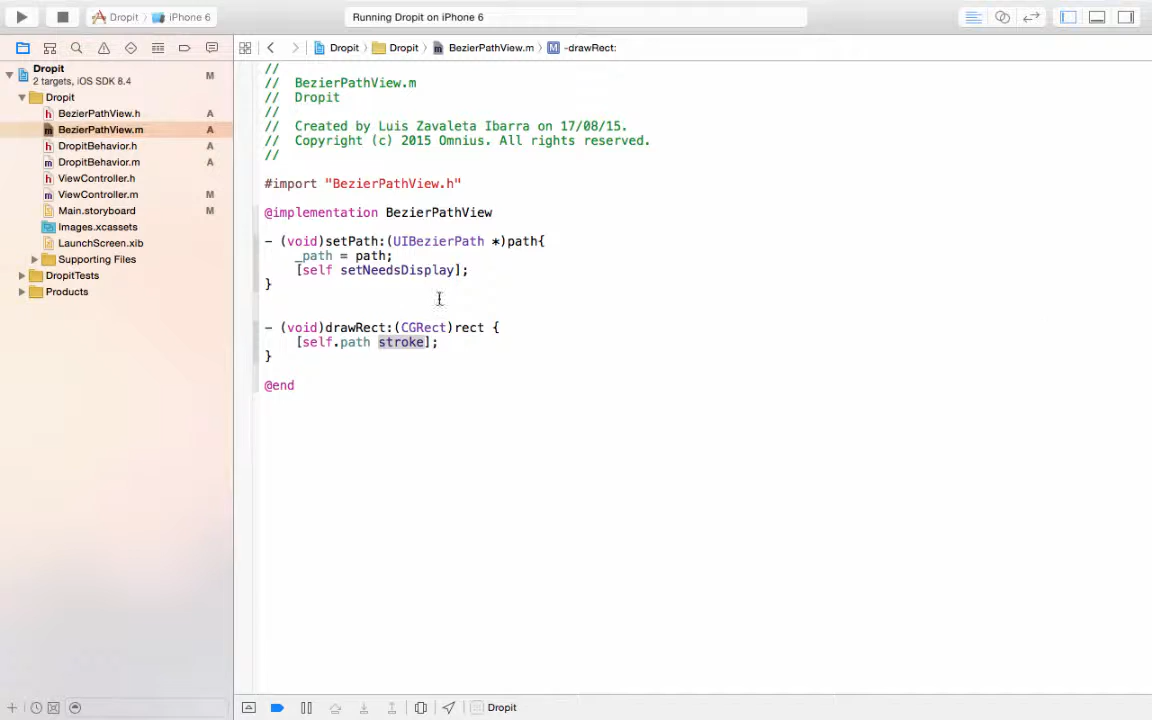 Dropit
iPhone 6
Running Dropit on iPhone 6
Dropit
Dropit
BezierPathView.m
M
-drawRect:
Dropit
2 targets, iOS SDK 8.4
M
Dropit
h
BezierPathView.h
A
m
BezierPathView.m
A
h
DropitBehavior.h
A
m
DropitBehavior.m
A
h
ViewController.h
m
ViewController.m
M
Main.storyboard
M
Images.xcassets
LaunchScreen.xib
Supporting Files
DropitTests
Products
//
//  BezierPathView.m
//  Dropit
//
//  Created by Luis Zavaleta Ibarra on 17/08/15.
//  Copyright (c) 2015 Omnius. All rights reserved.
//
#import "BezierPathView.h"
@implementation BezierPathView
- (void)setPath:(UIBezierPath *)path{
    _path = path;
    [self setNeedsDisplay];
}
- (void)drawRect:(CGRect)rect {
    [self.path stroke];
}
@end
Dropit